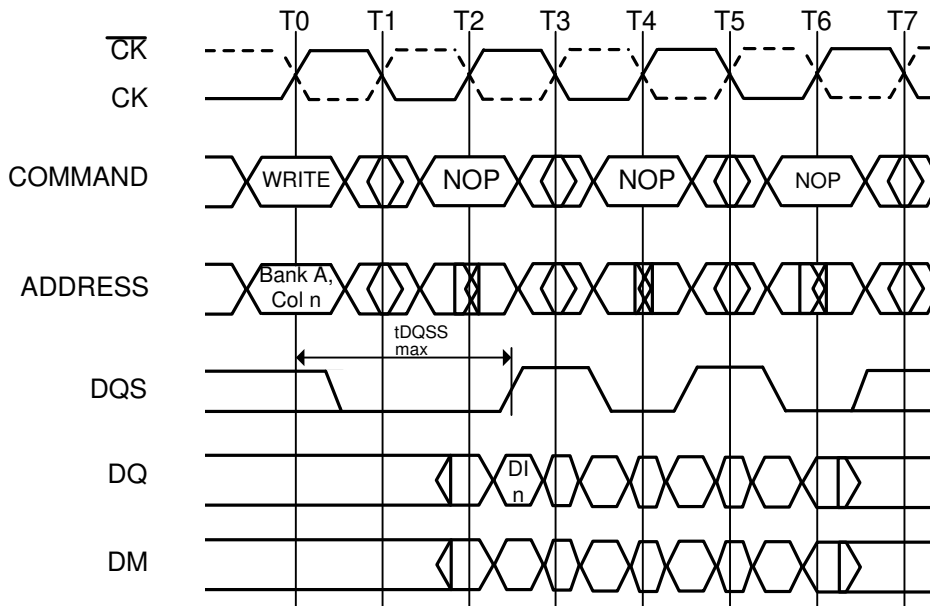 T0 T1 T2 T3 T4 T5 T6 T7
CK
CK
COMMAND
WRITE NOP NOP NOP
ADDRESS
Bank A,
Col n
tDQSS
max
DQS
DQ
DI
n
DM